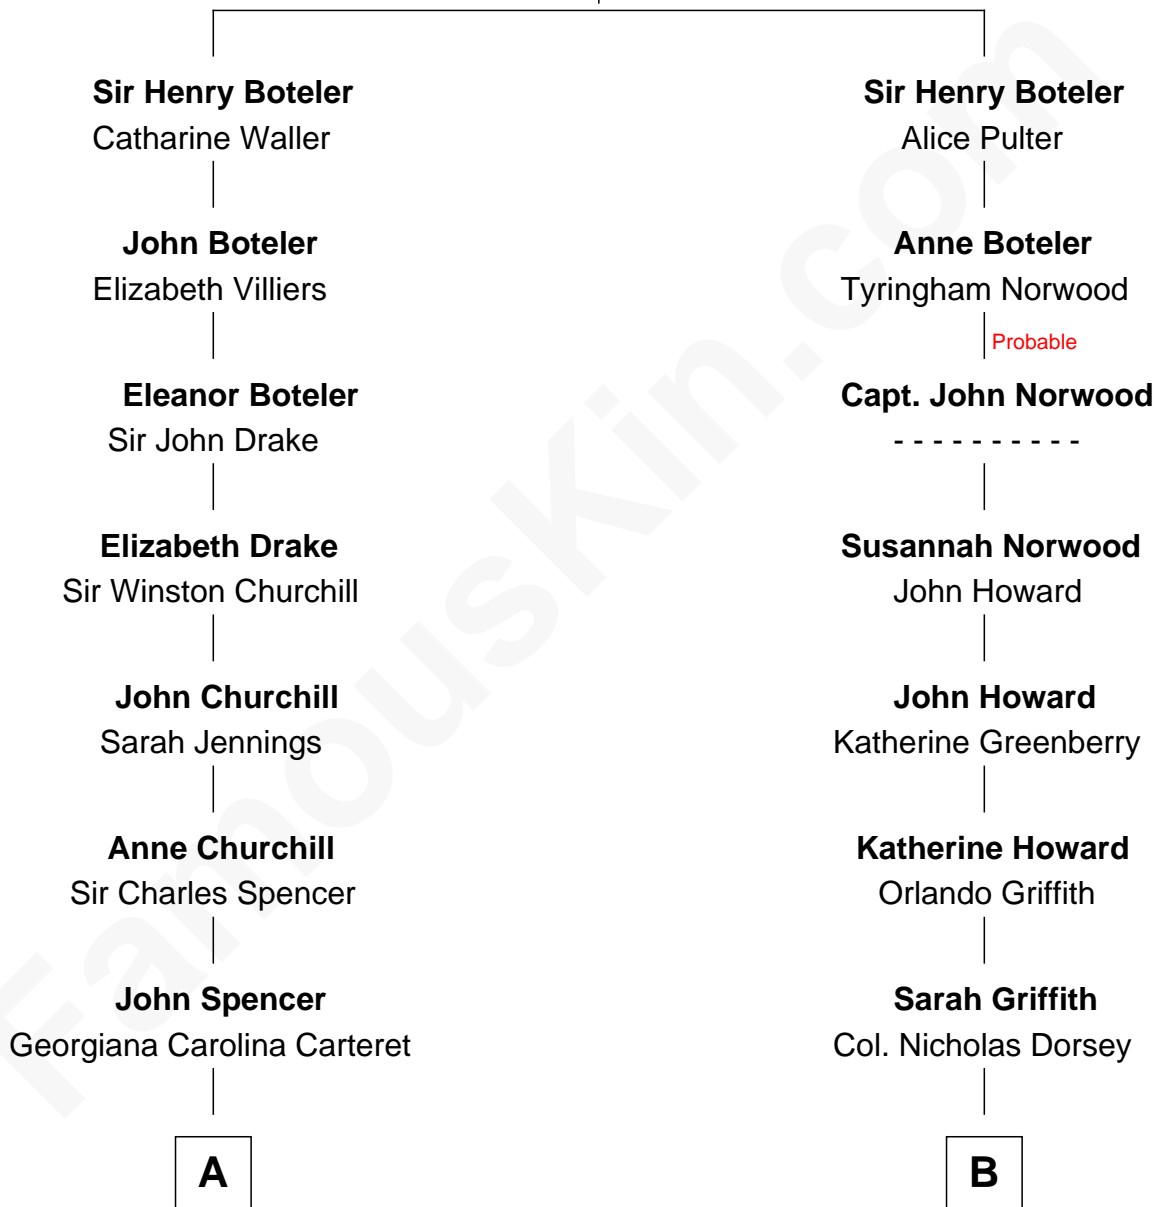 Sir Henry Boteler
Catharine Waller
John Boteler
Elizabeth Villiers
Eleanor Boteler
Sir John Drake
Elizabeth Drake
Sir Winston Churchill
John Churchill
Sarah Jennings
Anne Churchill
Sir Charles Spencer
John Spencer
Georgiana Carolina Carteret
A
Sir Henry Boteler
Alice Pulter
Anne Boteler
Tyringham Norwood
Probable
Capt. John Norwood
- - - - - - - - - -
Susannah Norwood
John Howard
John Howard
Katherine Greenberry
Katherine Howard
Orlando Griffith
Sarah Griffith
Col. Nicholas Dorsey
B
FamousKin.com